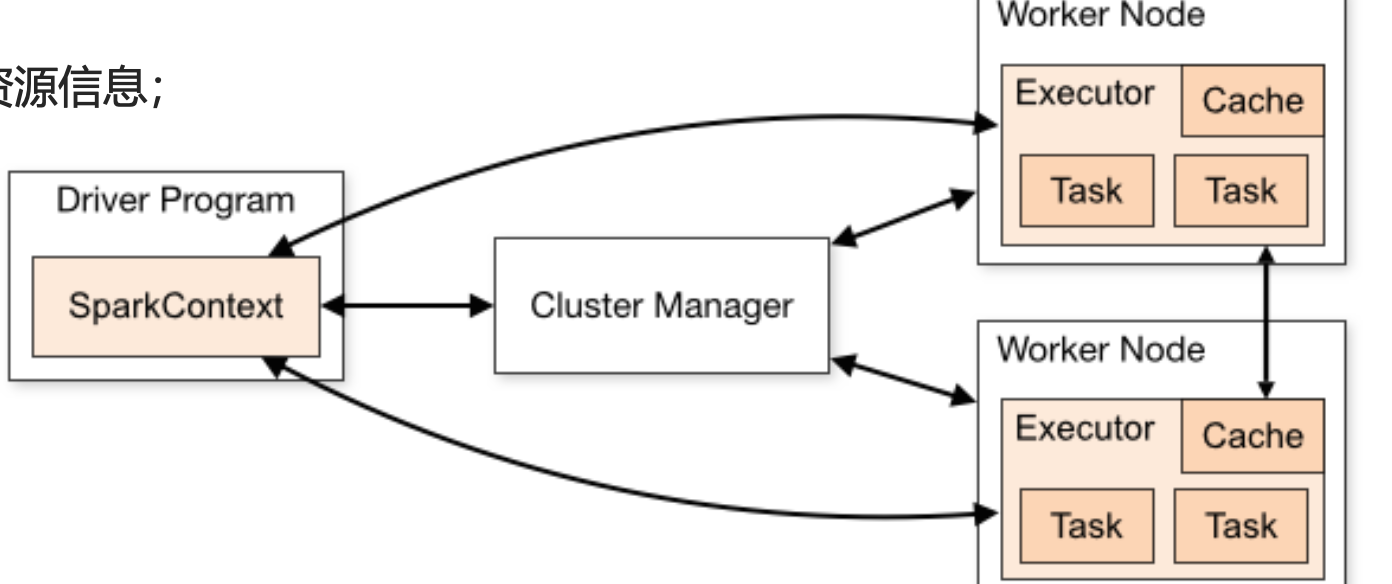 资源信息；
Worker Node
Executor
Cache
Task
Task
Driver Program
SparkContext
Cluster Manager
Worker Node
Executor
Cache
Task
Task